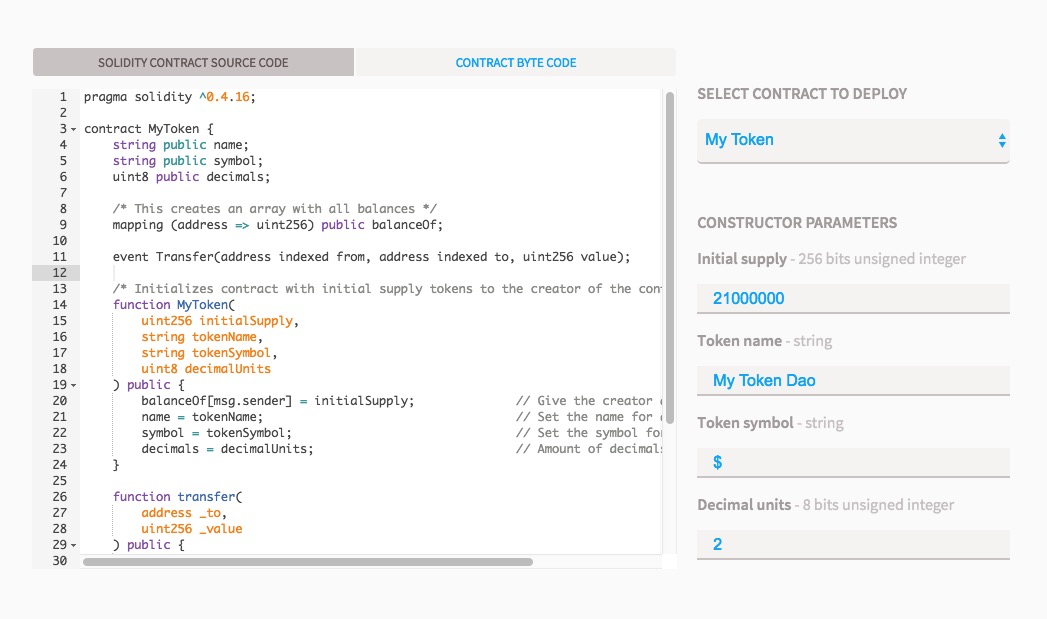 SOLIDITY CONTRACT SOURCE CODE
CONTRACT BYTE CODE
1 pragma solidity ^0.4.16;
2
3 contract MyToken {
4 string public name;
5 string public symbol;
6 uint8 public decimals;
7
8 /* This creates an array with all balances */
9 mapping (address => uint256) public balanceOf;
10
11 event Transfer(address indexed from, address indexed to, uint256 value);
12
13 /* Initializes contract with initial supply tokens to the creator of the con
14 function MyToken(
15 uint256 initialSupply,
16 string tokenName,
17 string tokenSymbol,
18 uint8 decimalUnits
19 ) public {
20 balanceOf[msg.sender] = initialSupply; // Give the creator
21 name = tokenName; // Set the name for
22 symbol = tokenSymbol; // Set the symbol fo
23 decimals = decimalUnits; // Amount of decimal
24 }
25
26 function transfer(
27 address _to,
28 uint256 _value
29 ) public {
30
SELECT CONTRACT TO DEPLOY
My Token
CONSTRUCTOR PARAMETERS
Initial supply - 256 bits unsigned integer
21000000
Token name - string
My Token Dao
Token symbol - string
$
Decimal units - 8 bits unsigned integer
2